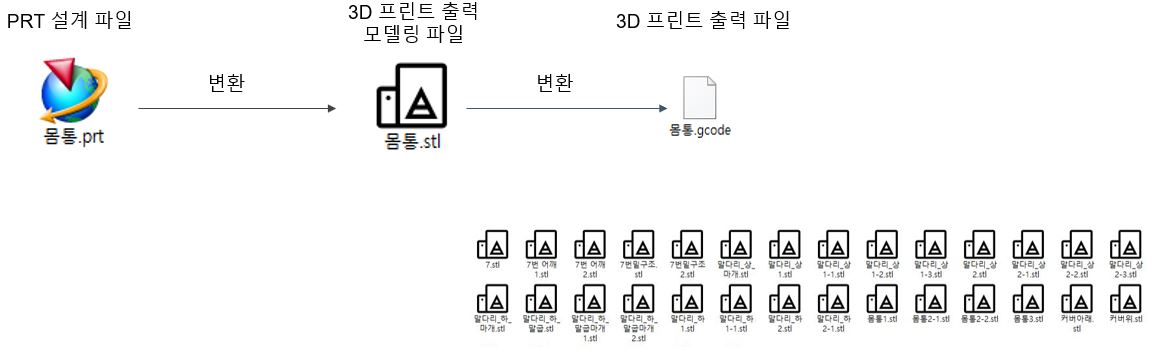 PRT 설계 파일
3D 프린트 출력
모델링 파일
3D 프린트 출력 파일
변환
변환
몸통.prt
몸통.stl
몸통.gcode
7.stl
7번 어깨
1.stl
7번 어깨
2.stl
7번밑구조.
stl
7번밑구조
2.stl
말다리_상_
마개.stl
말다리_상
1.stl
말다리_상
1-1.stl
말다리_상
1-2.stl
말다리_상
1-3.stl
말다리_상
2.stl
말다리_상
2-1.stl
말다리_상
2-2.stl
말다리_상
2-3.stl
말다리_하_
마개.stl
말다리_하_
말굽.stl
말다리_하_
말굽마개
1.stl
말다리_하_
말굽마개
2.stl
말다리_하
1.stl
말다리_하
1-1.stl
말다리_하
2.stl
말다리_하
2-1.stl
몸통1.stl
몸통2-1.stl
몸통2-2.stl
몸통3.stl
커버아래.
stl
커버위.stl